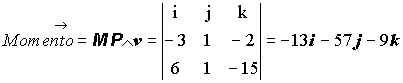 Momento→ = MP∧v = | i j k |
| −3 1 −2 | = −13i − 57j − 9k
| 6 1 −15 |